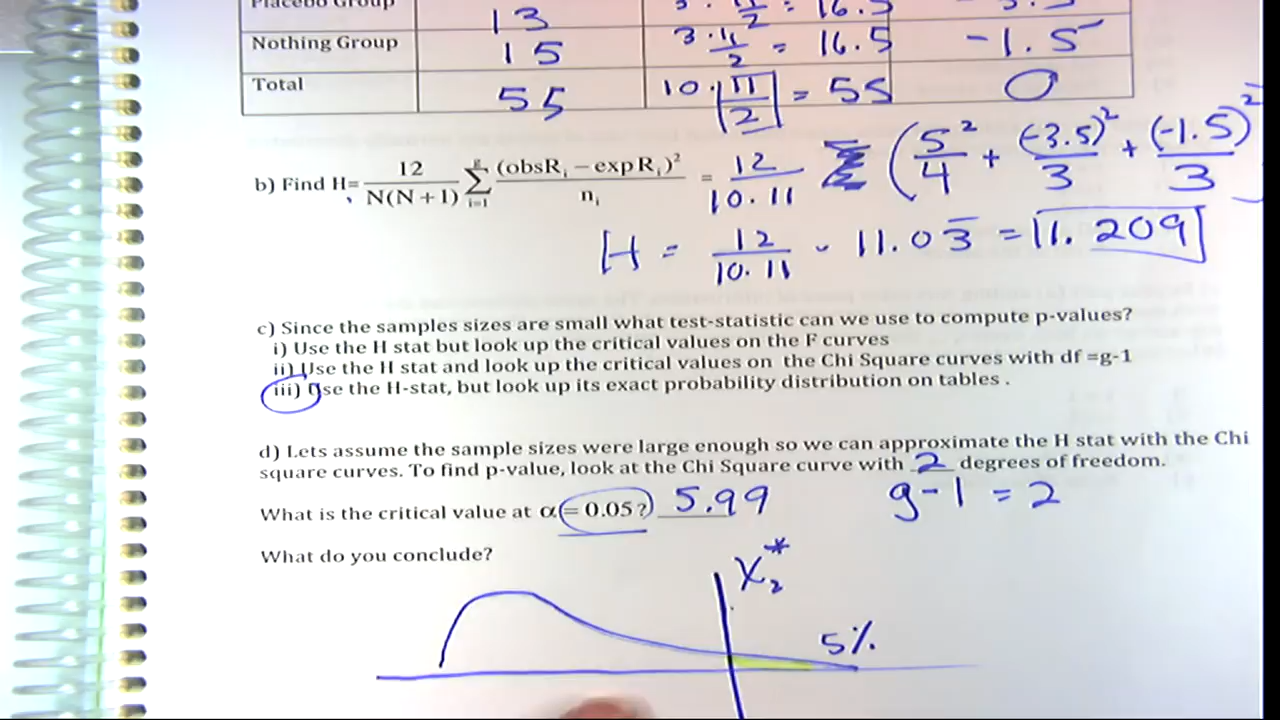 Placebo Group 13 = 16.5
Nothing Group 15 3 · 11/2 = 16.5 -1.5
Total 55 10 · 11/2 = 55 0
b) Find H= 12/N(N+1) g∑i=1 (obsRi − exp Ri)²/ni = 12/10.11 ( 5²/4 + (-3.5)²/3 + (-1.5)²/3
H = 12/10.11 · 11.03̅ = 11.209
c) Since the samples sizes are small what test-statistic can we use to compute p-values?
i) Use the H stat but look up the critical values on the F curves
ii) Use the H stat and look up the critical values on the Chi Square curves with df =g-1
iii) Use the H-stat, but look up its exact probability distribution on tables .
d) Lets assume the sample sizes were large enough so we can approximate the H stat with the Chi
square curves. To find p-value, look at the Chi Square curve with 2 degrees of freedom.
What is the critical value at α(= 0.05?) 5.99 g-1 = 2
What do you conclude?
X₂*
5%